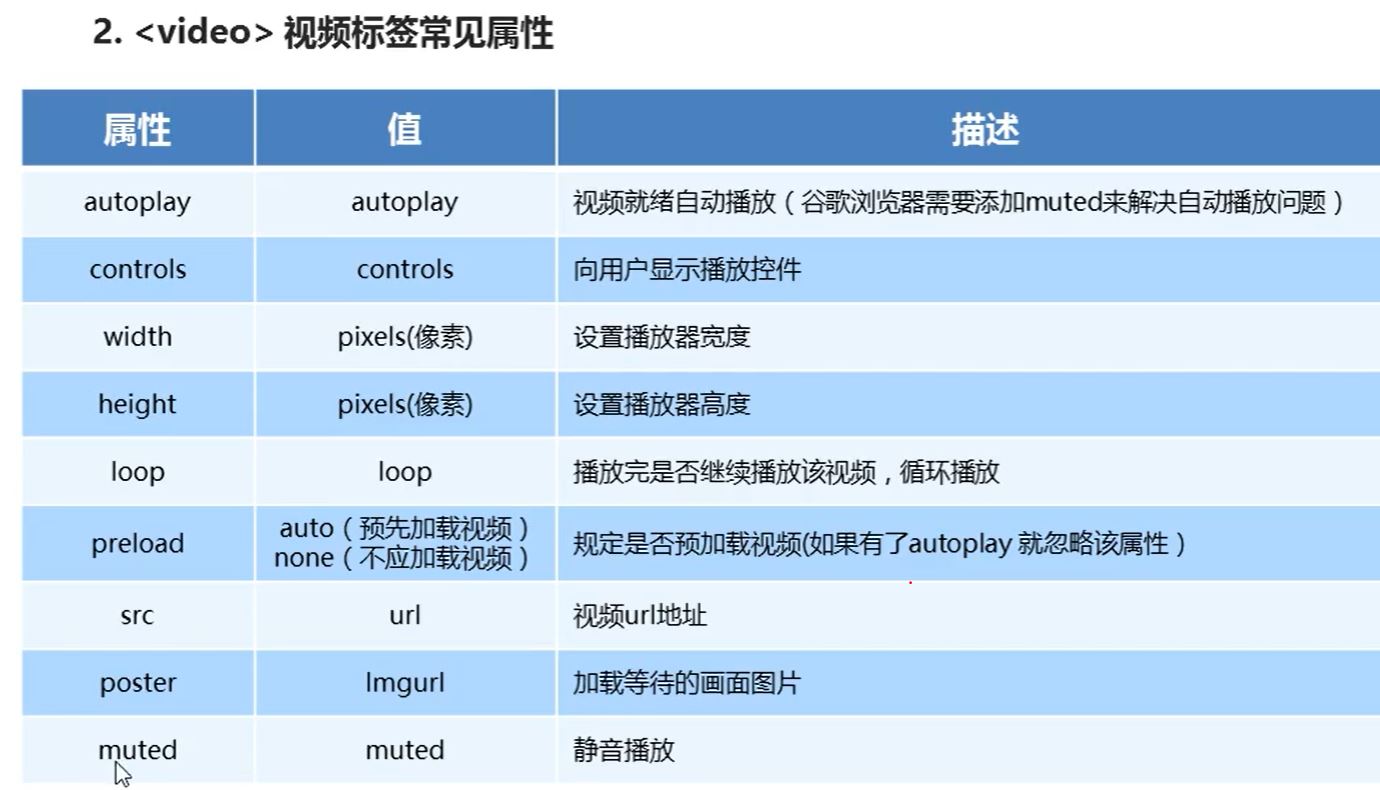 2. <video> 视频标签常见属性
属性 值 描述
autoplay autoplay 视频就绪自动播放（谷歌浏览器需要添加muted来解决自动播放问题）
controls controls 向用户显示播放控件
width pixels(像素) 设置播放器宽度
height pixels(像素) 设置播放器高度
loop loop 播放完是否继续播放该视频，循环播放
preload auto（预先加载视频）
none（不应加载视频） 规定是否预加载视频(如果有了autoplay 就忽略该属性）
src url 视频url地址
poster Imgurl 加载等待的画面图片
muted muted 静音播放